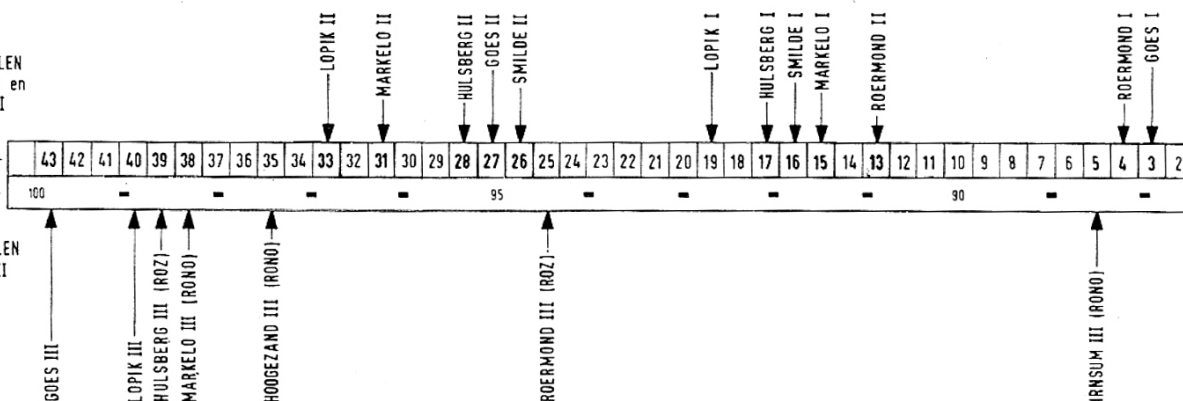 LOPIK II
MARKELO II
HULSBERG II
GOES II
SMILDE II
LOPIK I
HULSBERG I
SMILDE I
MARKELO I
ROERMOND II
ROERMOND I
GOES I
LEN
en
I
43 42 41 40 39 38 37 36 35 34 33 32 31 30 29 28 27 26 25 24 23 22 21 20 19 18 17 16 15 14 13 12 11 10 9 8 7 6 5 4 3 2
100 95 90
LEN
II
GOES III
LOPIK III
HULSBERG III (ROZ)
MARKELO III (RONO)
HOOGEZAND III (RONO)
ROERMOND III (ROZ)
IRNSUM III (RONO)